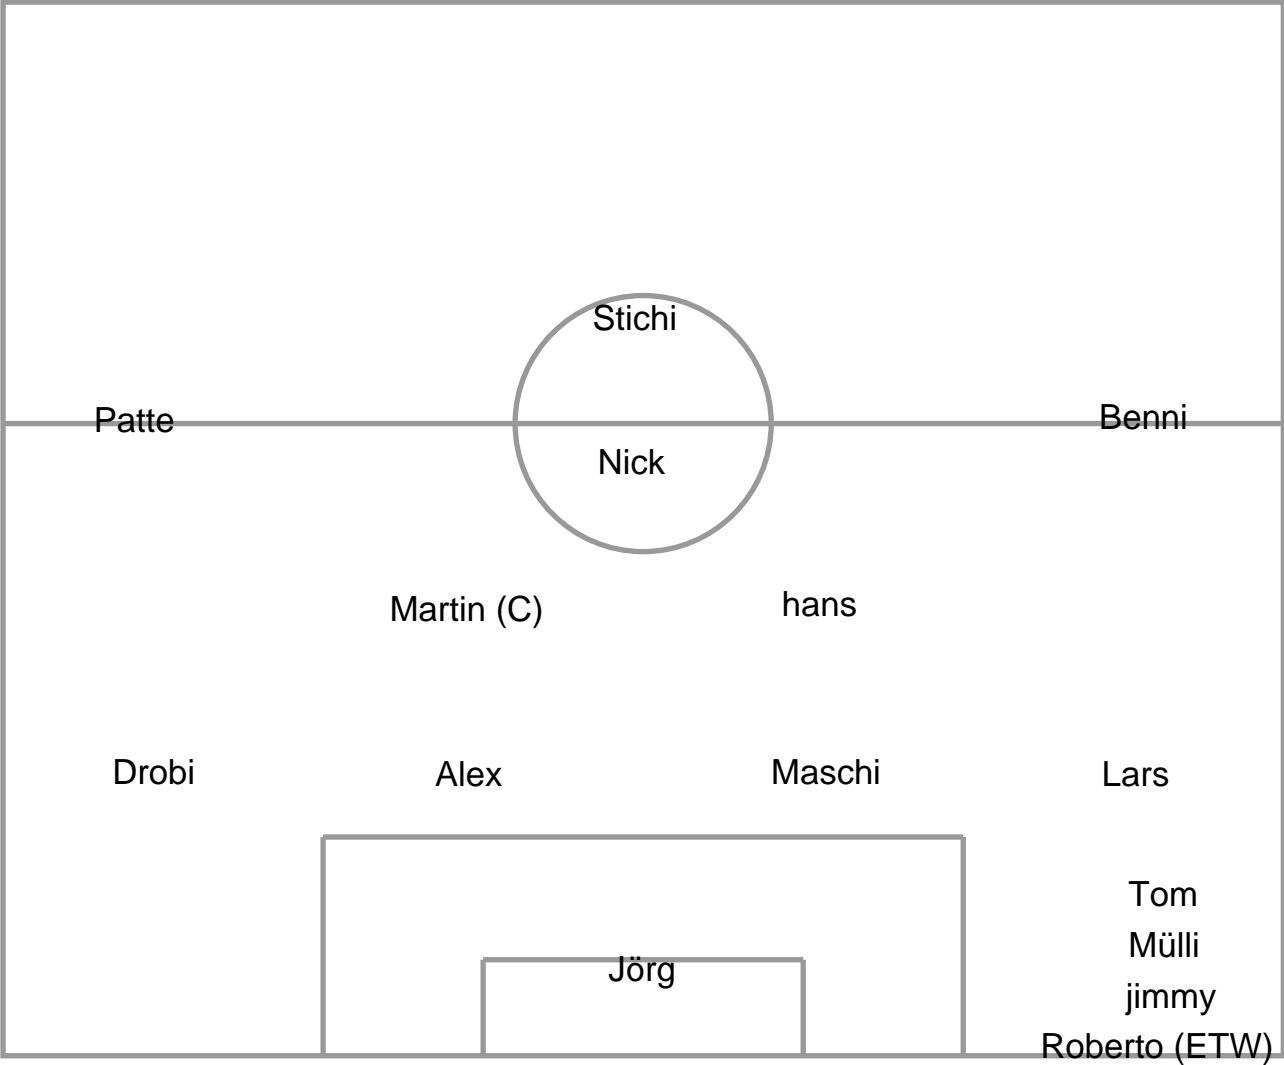 Stichi
Patte
Benni
Nick
Martin (C)
hans
Drobi
Alex
Maschi
Lars
Tom
Mülli
Jörg
jimmy
Roberto (ETW)